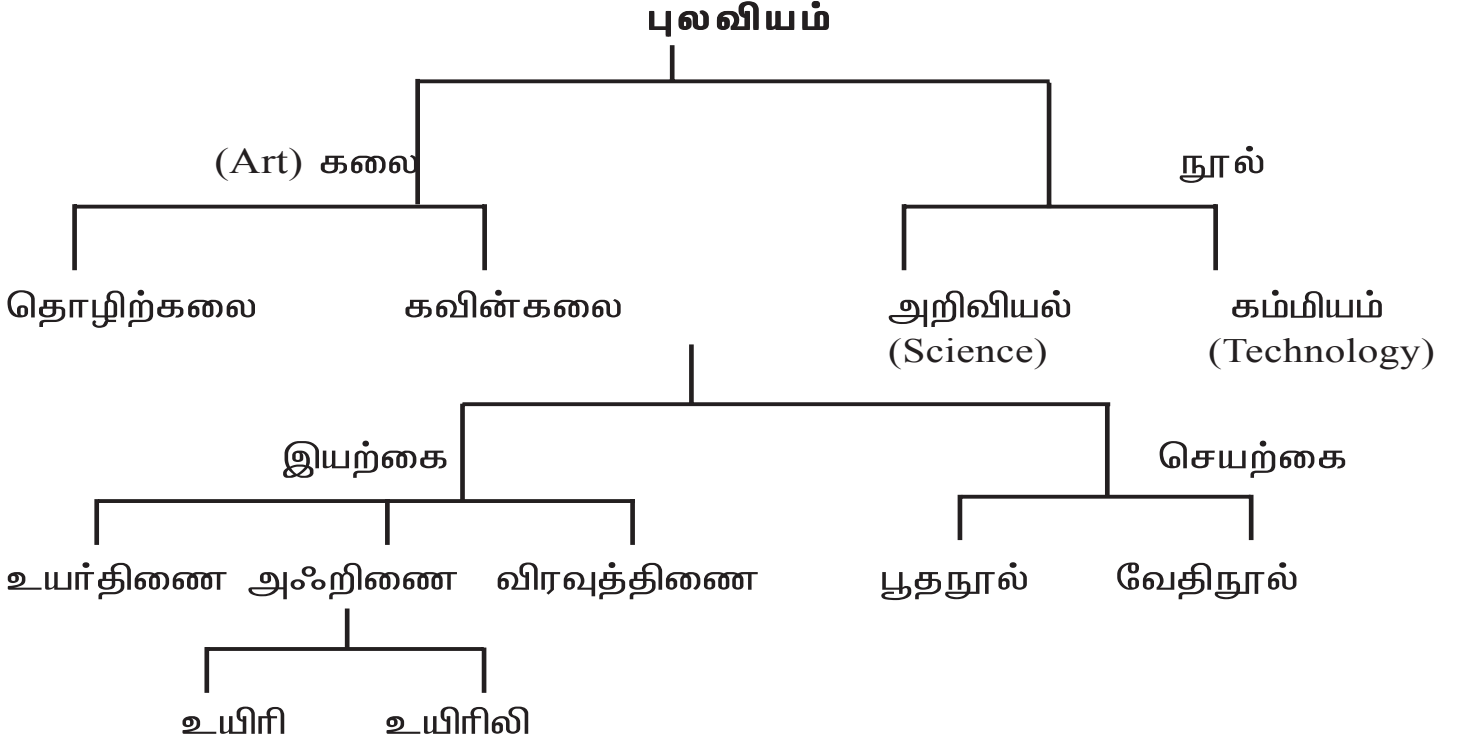 புலவியம்
(Art) கலை நூல்
தொழிற்கலை கவின்கலை அறிவியல் கம்மியம்
(Science) (Technology)
இயற்கை செயற்கை
உயர்திணை அஃறிணை விரவுத்திணை பூதநூல் வேதிநூல்
உயிரி உயிரிலி